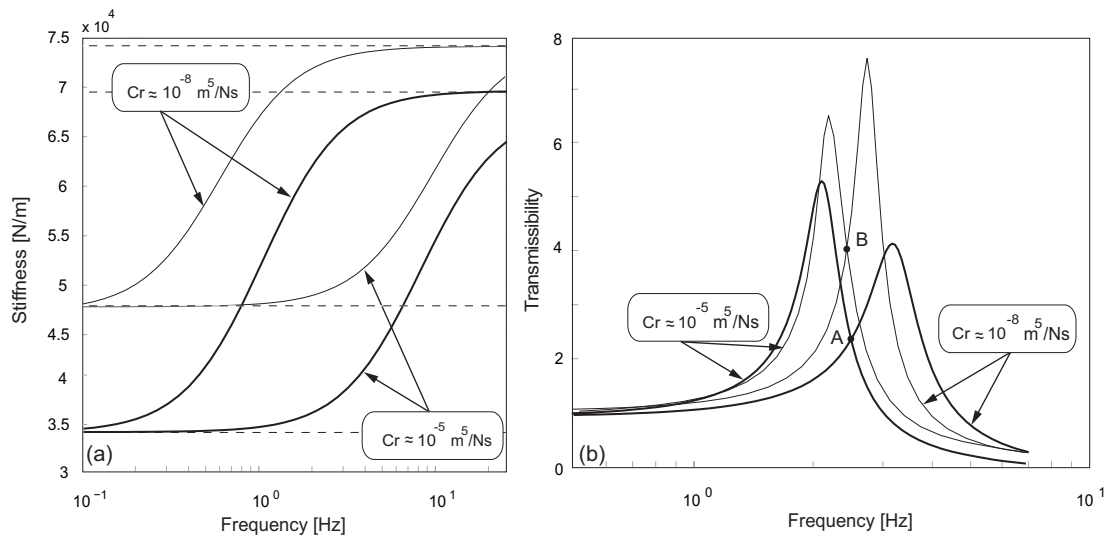 x 10^4
7.5
7
6.5
6
5.5
5
4.5
4
3.5
3
Stiffness [N/m]
Cr ≈ 10^-8 m^5/Ns
Cr ≈ 10^-5 m^5/Ns
(a)
10^-1
10^0
10^1
Frequency [Hz]
8
6
4
2
0
Transmissibility
B
A
Cr ≈ 10^-5 m^5/Ns
Cr ≈ 10^-8 m^5/Ns
(b)
10^0
10^1
Frequency [Hz]